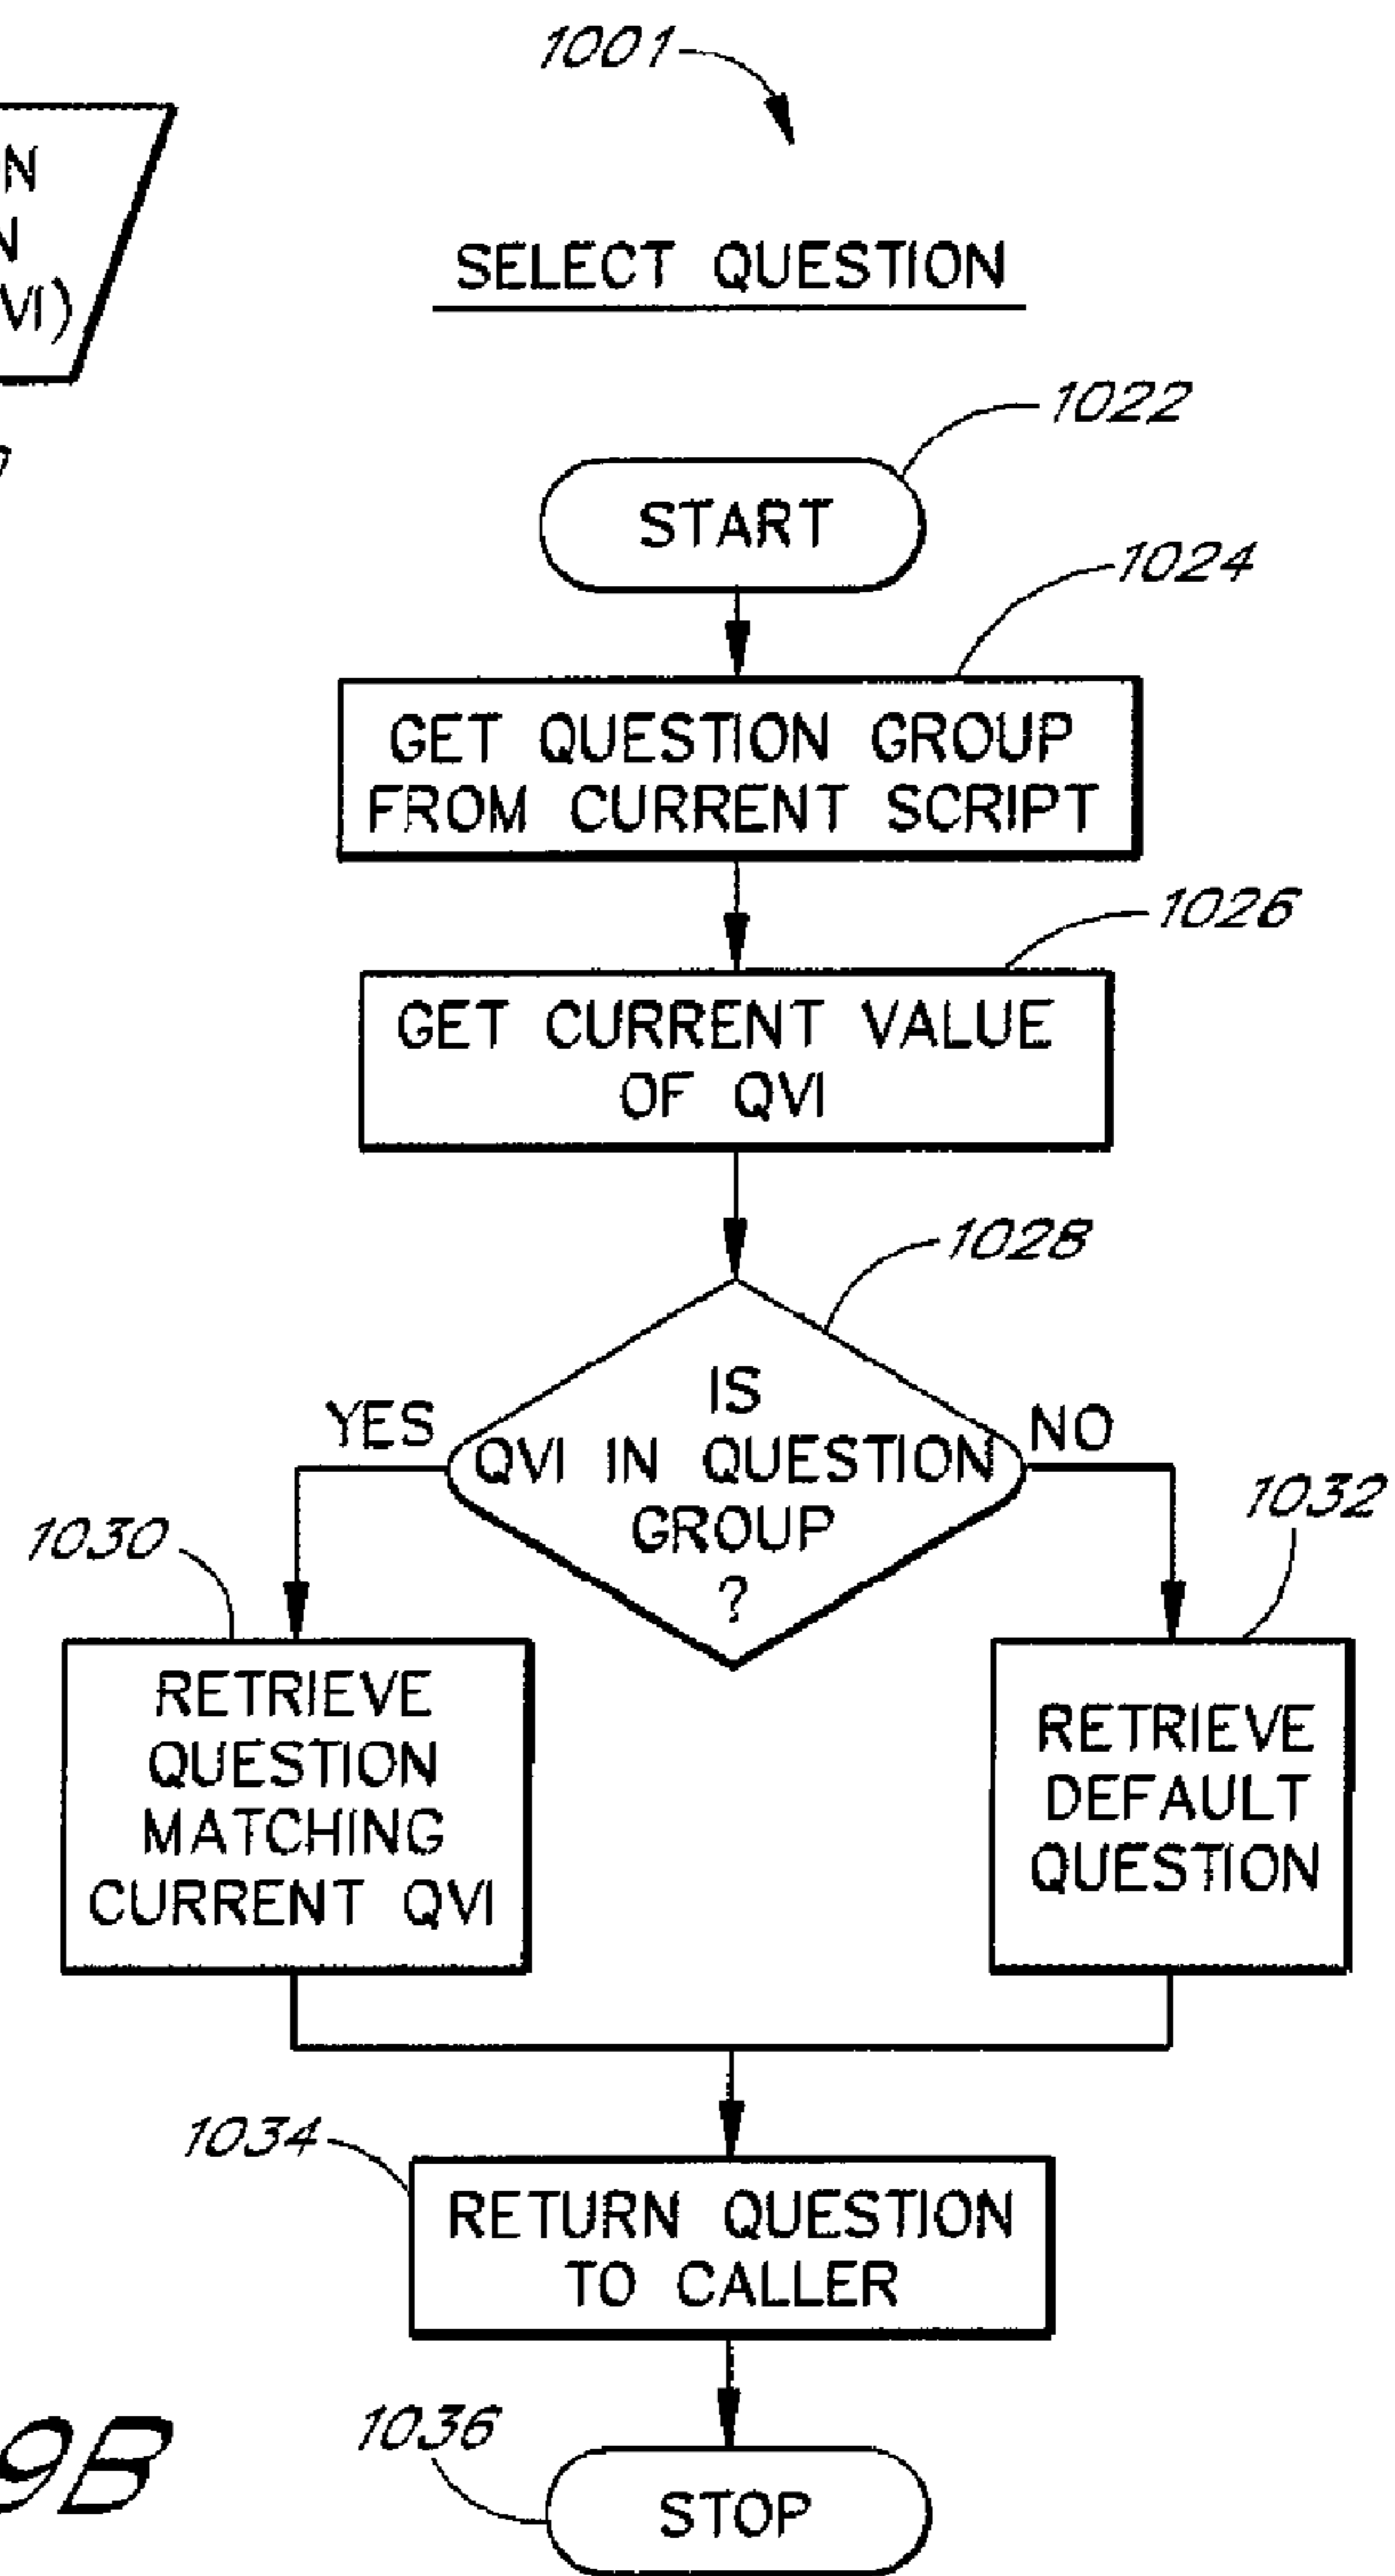 1001
N
N
VI)
SELECT QUESTION
1022
START
1024
GET QUESTION GROUP
FROM CURRENT SCRIPT
1026
GET CURRENT VALUE
OF QVI
1028
IS
QVI IN QUESTION
GROUP
?
YES
NO
1030
1032
RETRIEVE
QUESTION
MATCHING
CURRENT QVI
RETRIEVE
DEFAULT
QUESTION
1034
RETURN QUESTION
TO CALLER
9B
1036
STOP